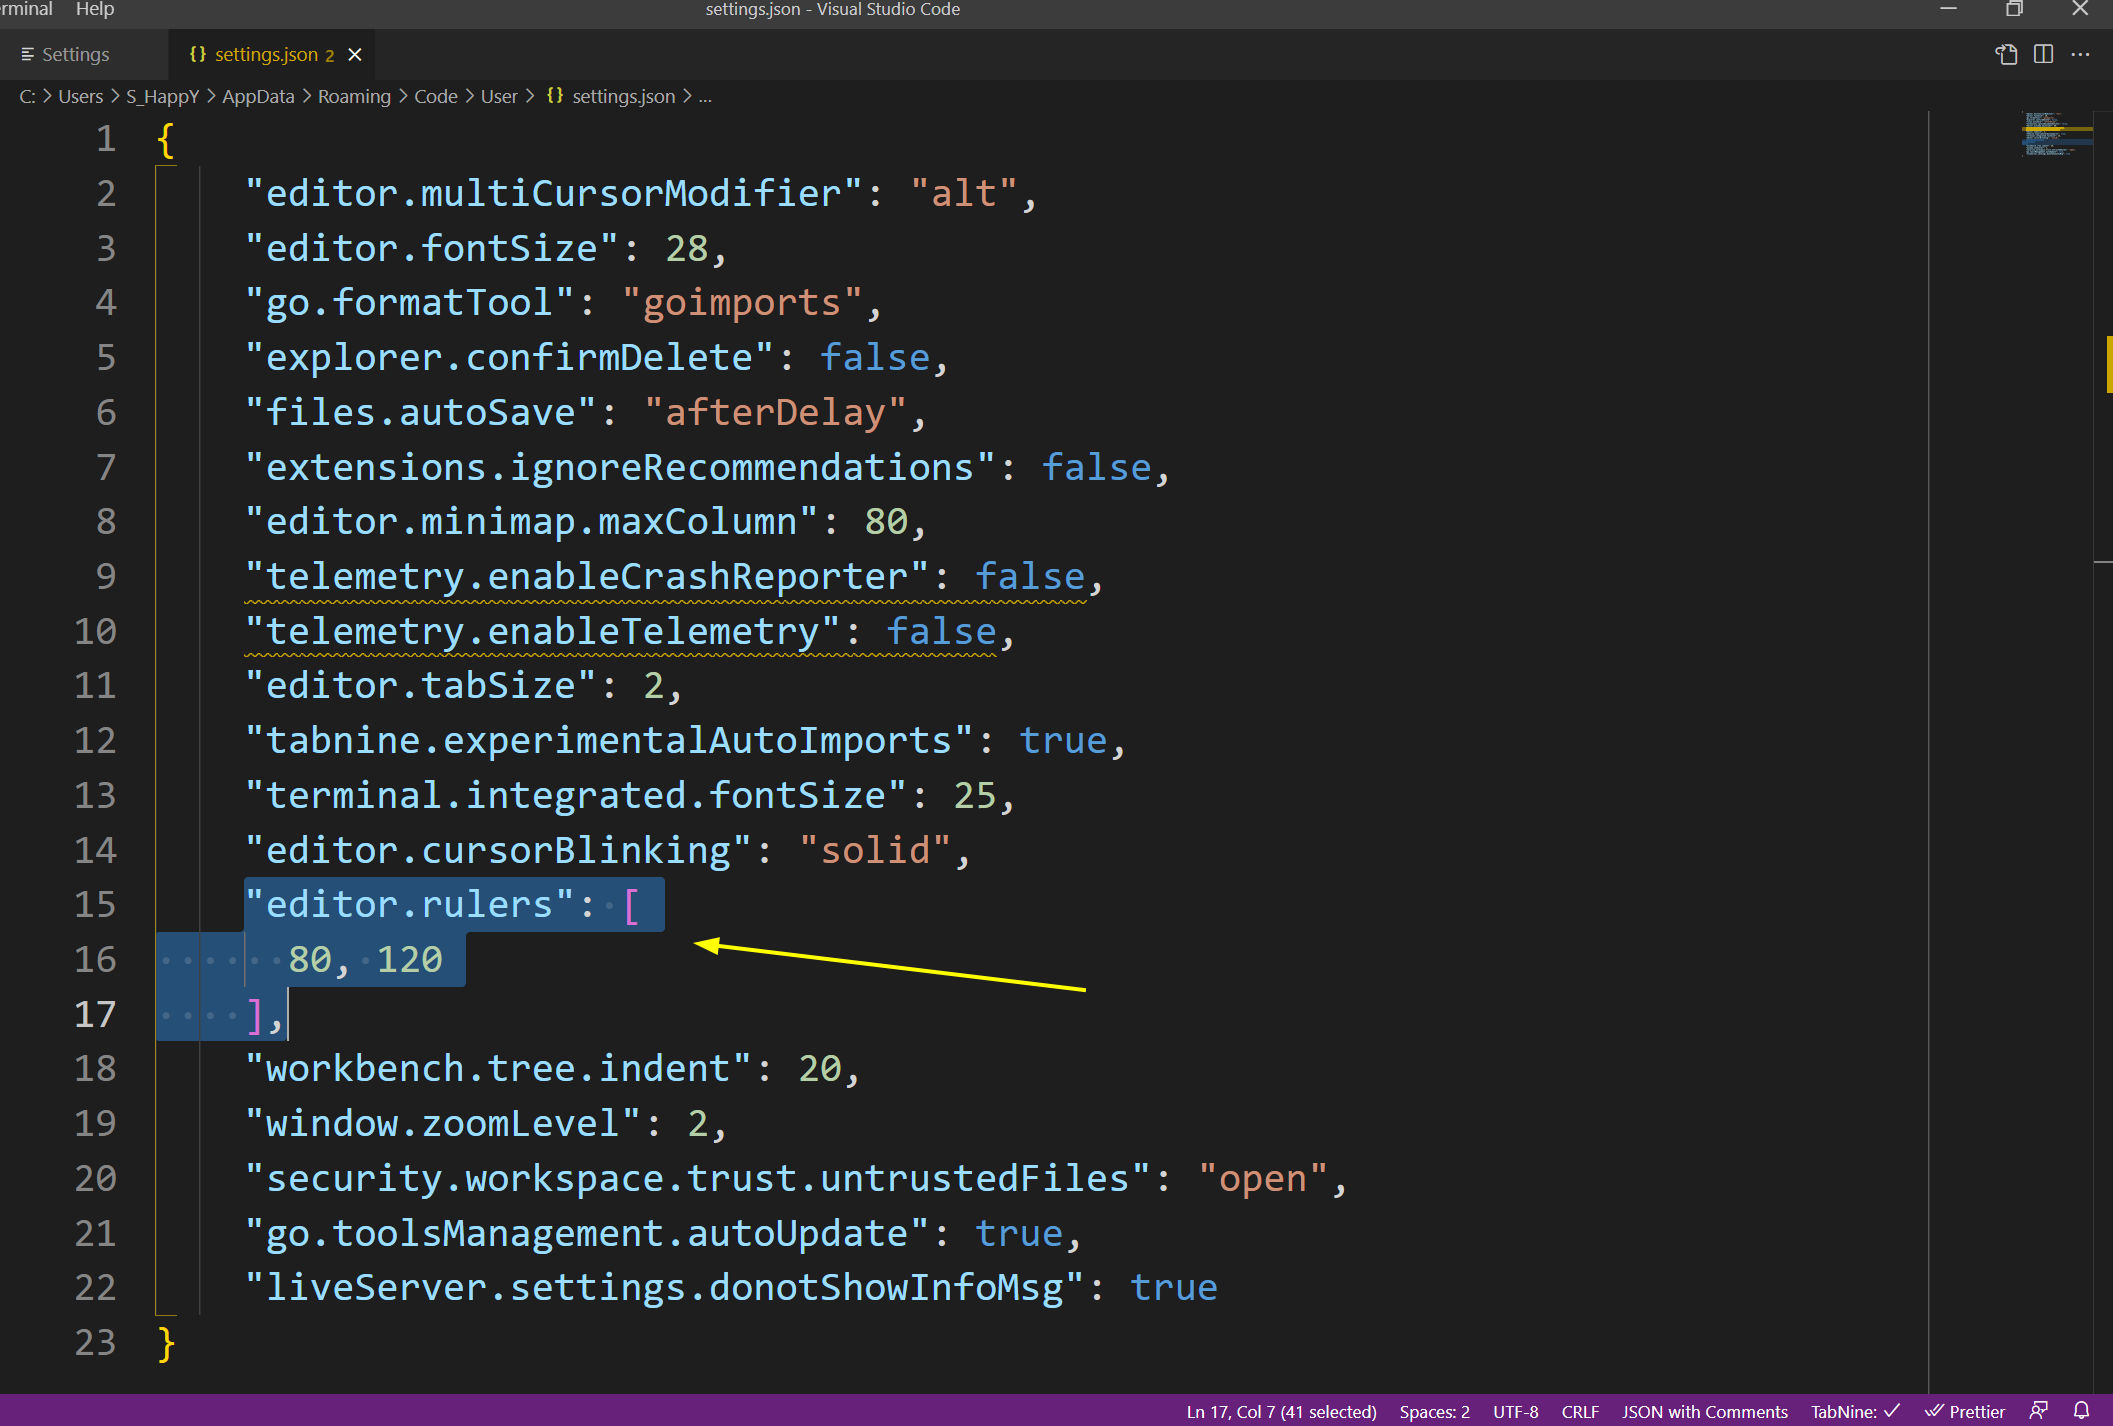 rminal Help settings.json - Visual Studio Code
Settings {} settings.json 2
C: > Users > S_HappY > AppData > Roaming > Code > User > {} settings.json > ...
1 {
2 "editor.multiCursorModifier": "alt",
3 "editor.fontSize": 28,
4 "go.formatTool": "goimports",
5 "explorer.confirmDelete": false,
6 "files.autoSave": "afterDelay",
7 "extensions.ignoreRecommendations": false,
8 "editor.minimap.maxColumn": 80,
9 "telemetry.enableCrashReporter": false,
10 "telemetry.enableTelemetry": false,
11 "editor.tabSize": 2,
12 "tabnine.experimentalAutoImports": true,
13 "terminal.integrated.fontSize": 25,
14 "editor.cursorBlinking": "solid",
15 "editor.rulers": [
16 80, 120
17 ],
18 "workbench.tree.indent": 20,
19 "window.zoomLevel": 2,
20 "security.workspace.trust.untrustedFiles": "open",
21 "go.toolsManagement.autoUpdate": true,
22 "liveServer.settings.donotShowInfoMsg": true
23 }
Ln 17, Col 7 (41 selected) Spaces: 2 UTF-8 CRLF JSON with Comments TabNine: ✓ Prettier